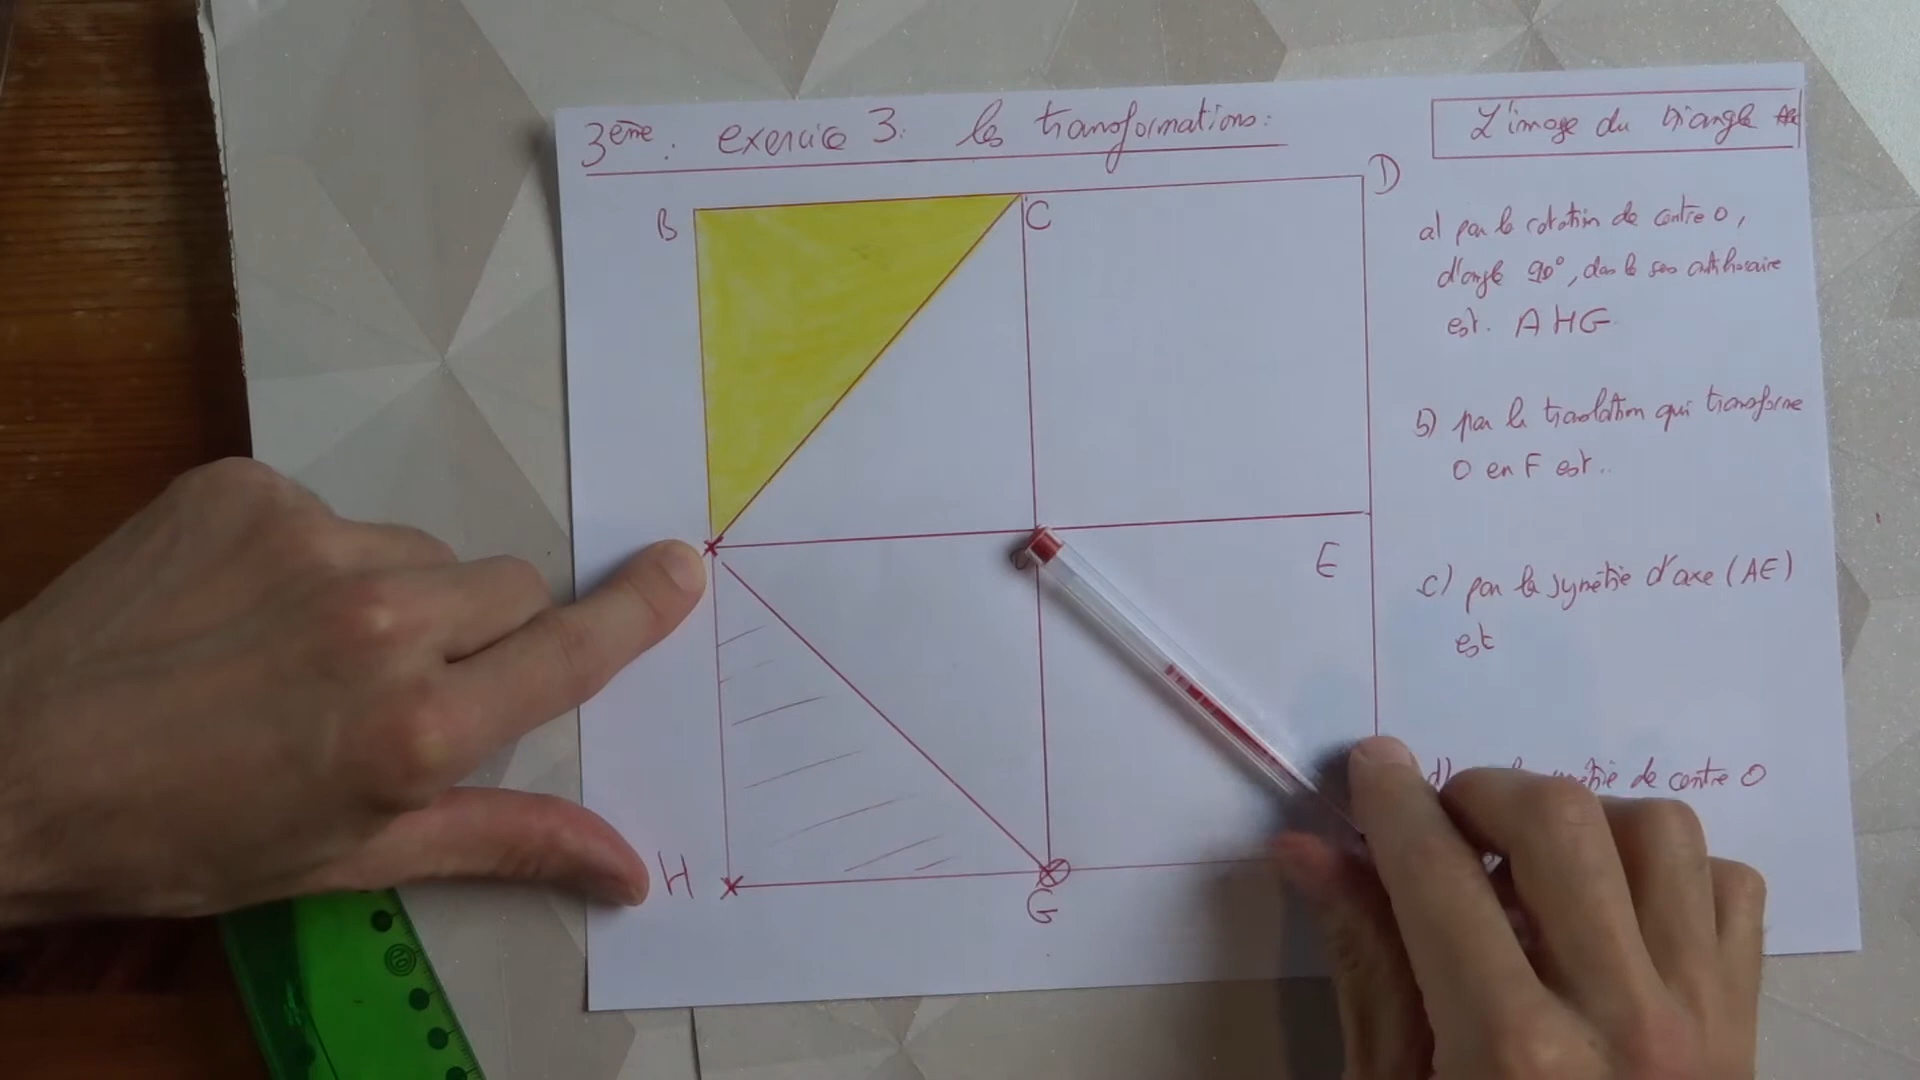 3ème. exercice 3: les transformations:
L'image du triangle
B
C
D
a) par la rotation de centre O,
d'angle 90°, dans le sens antihoraire
est. AHG
b) par la translation qui transforme
O en F est..
E
c) par la symétrie d'axe (AE)
est
d) de centre O
H
G
10